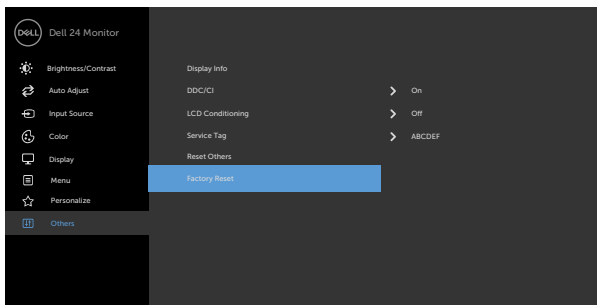 DELL Dell 24 Monitor
Brightness/Contrast
Auto Adjust
Input Source
Color
Display
Menu
Personalize
Others
Display Info
DDC/CI On
LCD Conditioning Off
Service Tag ABCDEF
Reset Others
Factory Reset